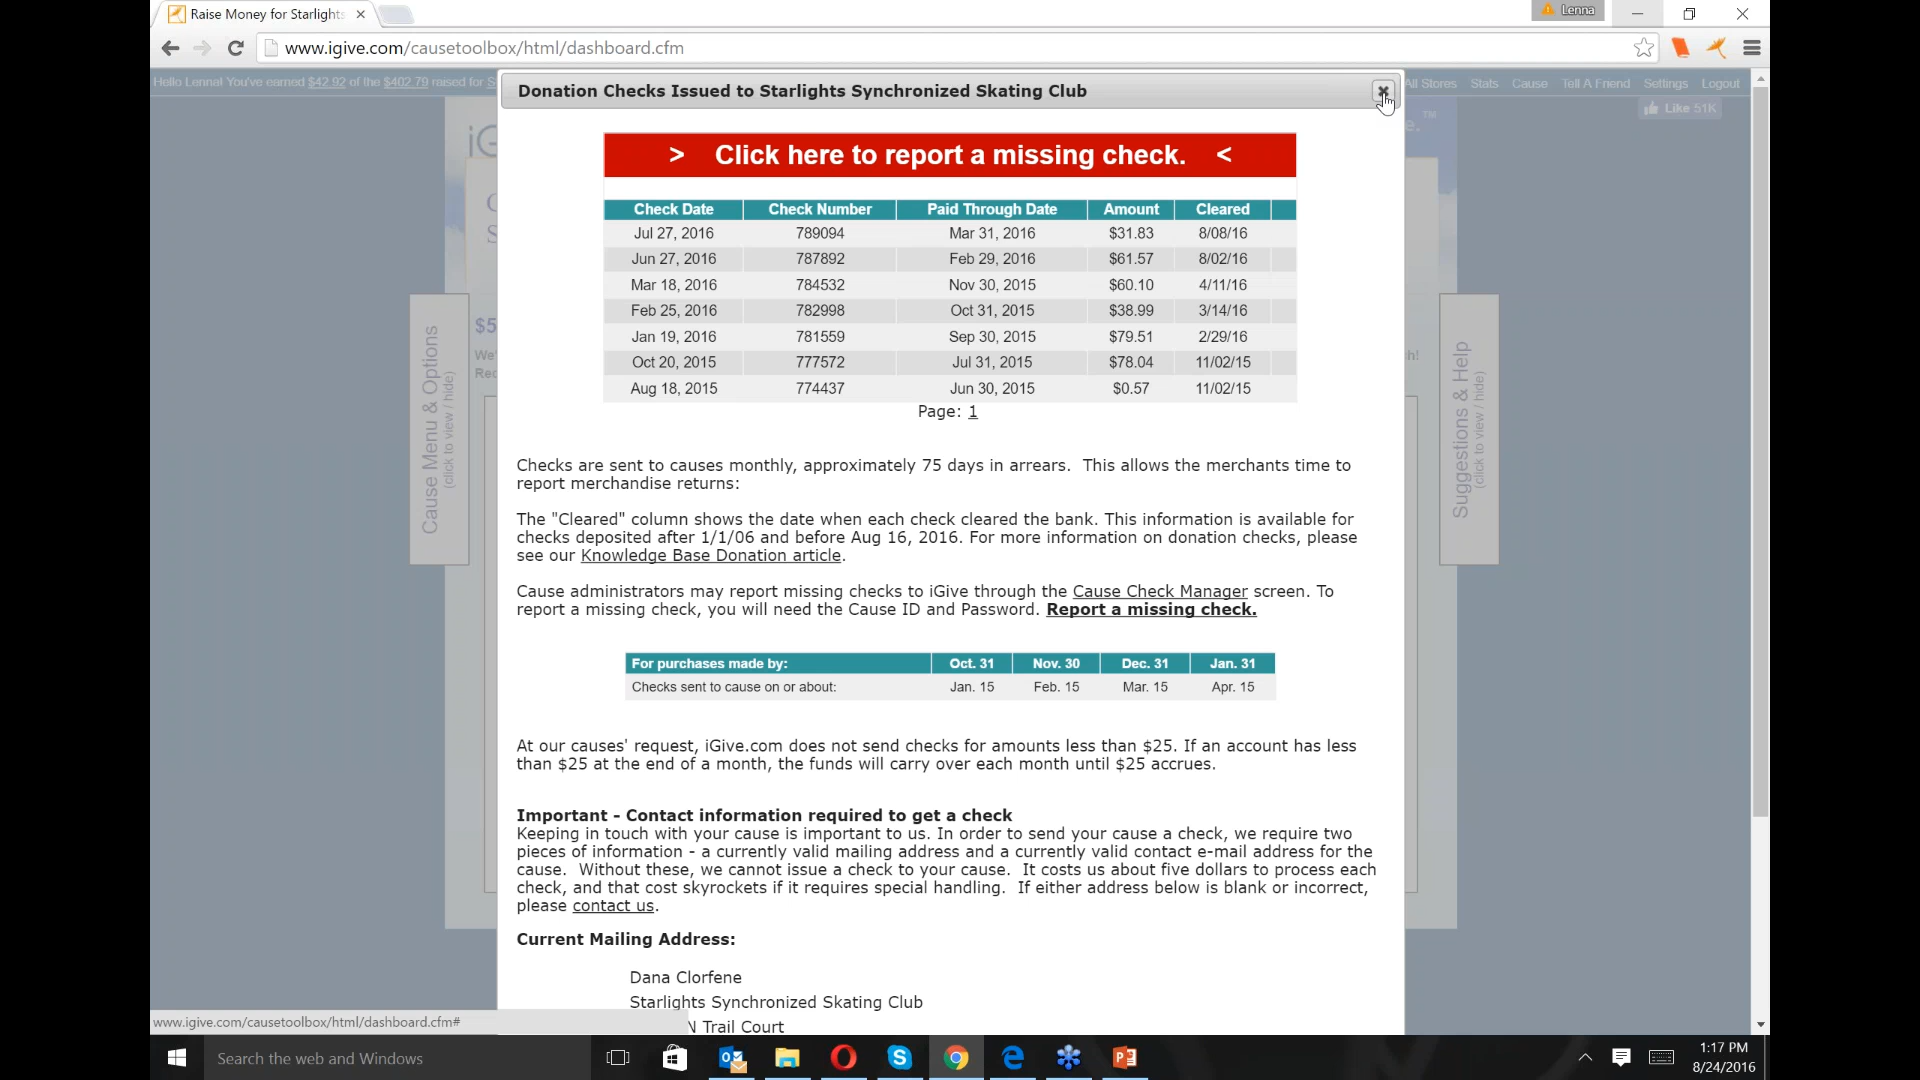 Raise Money for Starlights
Lenna
www.igive.com/causetoolbox/html/dashboard.cfm
Hello Lenna! You've earned $42.92 of the $402.79 raised for S
All Stores Stats Cause Tell A Friend Settings Logout
Like 51K
Donation Checks Issued to Starlights Synchronized Skating Club
> Click here to report a missing check. <
Check Date Check Number Paid Through Date Amount Cleared
Jul 27, 2016 789094 Mar 31, 2016 $31.83 8/08/16
Jun 27, 2016 787892 Feb 29, 2016 $61.57 8/02/16
Mar 18, 2016 784532 Nov 30, 2015 $60.10 4/11/16
Feb 25, 2016 782998 Oct 31, 2015 $38.99 3/14/16
Jan 19, 2016 781559 Sep 30, 2015 $79.51 2/29/16
Oct 20, 2015 777572 Jul 31, 2015 $78.04 11/02/15
Aug 18, 2015 774437 Jun 30, 2015 $0.57 11/02/15
Page: 1
Cause Menu & Options
(click to view / hide)
Suggestions & Help
(click to view / hide)
Checks are sent to causes monthly, approximately 75 days in arrears. This allows the merchants time to
report merchandise returns:
The "Cleared" column shows the date when each check cleared the bank. This information is available for
checks deposited after 1/1/06 and before Aug 16, 2016. For more information on donation checks, please
see our Knowledge Base Donation article.
Cause administrators may report missing checks to iGive through the Cause Check Manager screen. To
report a missing check, you will need the Cause ID and Password. Report a missing check.
For purchases made by: Oct. 31 Nov. 30 Dec. 31 Jan. 31
Checks sent to cause on or about: Jan. 15 Feb. 15 Mar. 15 Apr. 15
At our causes' request, iGive.com does not send checks for amounts less than $25. If an account has less
than $25 at the end of a month, the funds will carry over each month until $25 accrues.
Important - Contact information required to get a check
Keeping in touch with your cause is important to us. In order to send your cause a check, we require two
pieces of information - a currently valid mailing address and a currently valid contact e-mail address for the
cause. Without these, we cannot issue a check to your cause. It costs us about five dollars to process each
check, and that cost skyrockets if it requires special handling. If either address below is blank or incorrect,
please contact us.
Current Mailing Address:
Dana Clorfene
Starlights Synchronized Skating Club
N Trail Court
www.igive.com/causetoolbox/html/dashboard.cfm#
Search the web and Windows
1:17 PM
8/24/2016